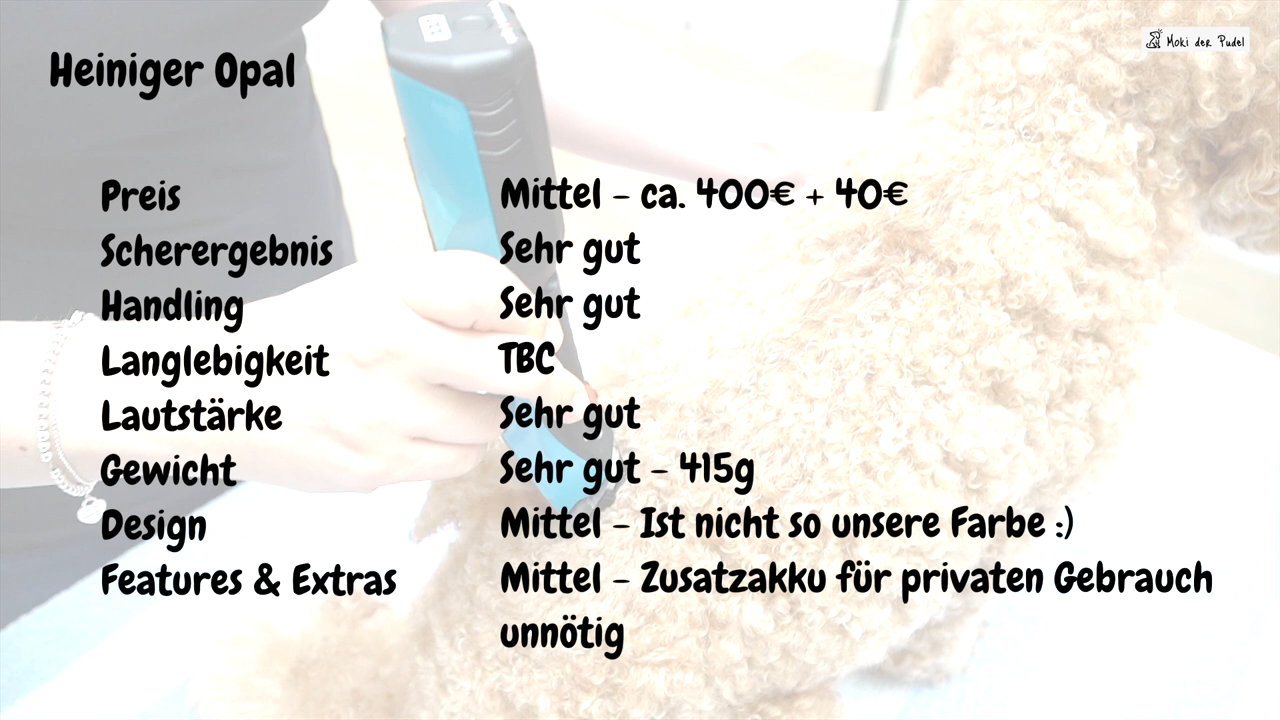 Heiniger Opal
Moki der Pudel
Preis Mittel – ca. 400€ + 40€
Scherergebnis Sehr gut
Handling Sehr gut
Langlebigkeit TBC
Lautstärke Sehr gut
Gewicht Sehr gut – 415g
Design Mittel – Ist nicht so unsere Farbe :)
Features & Extras Mittel – Zusatzakku für privaten Gebrauch
unnötig